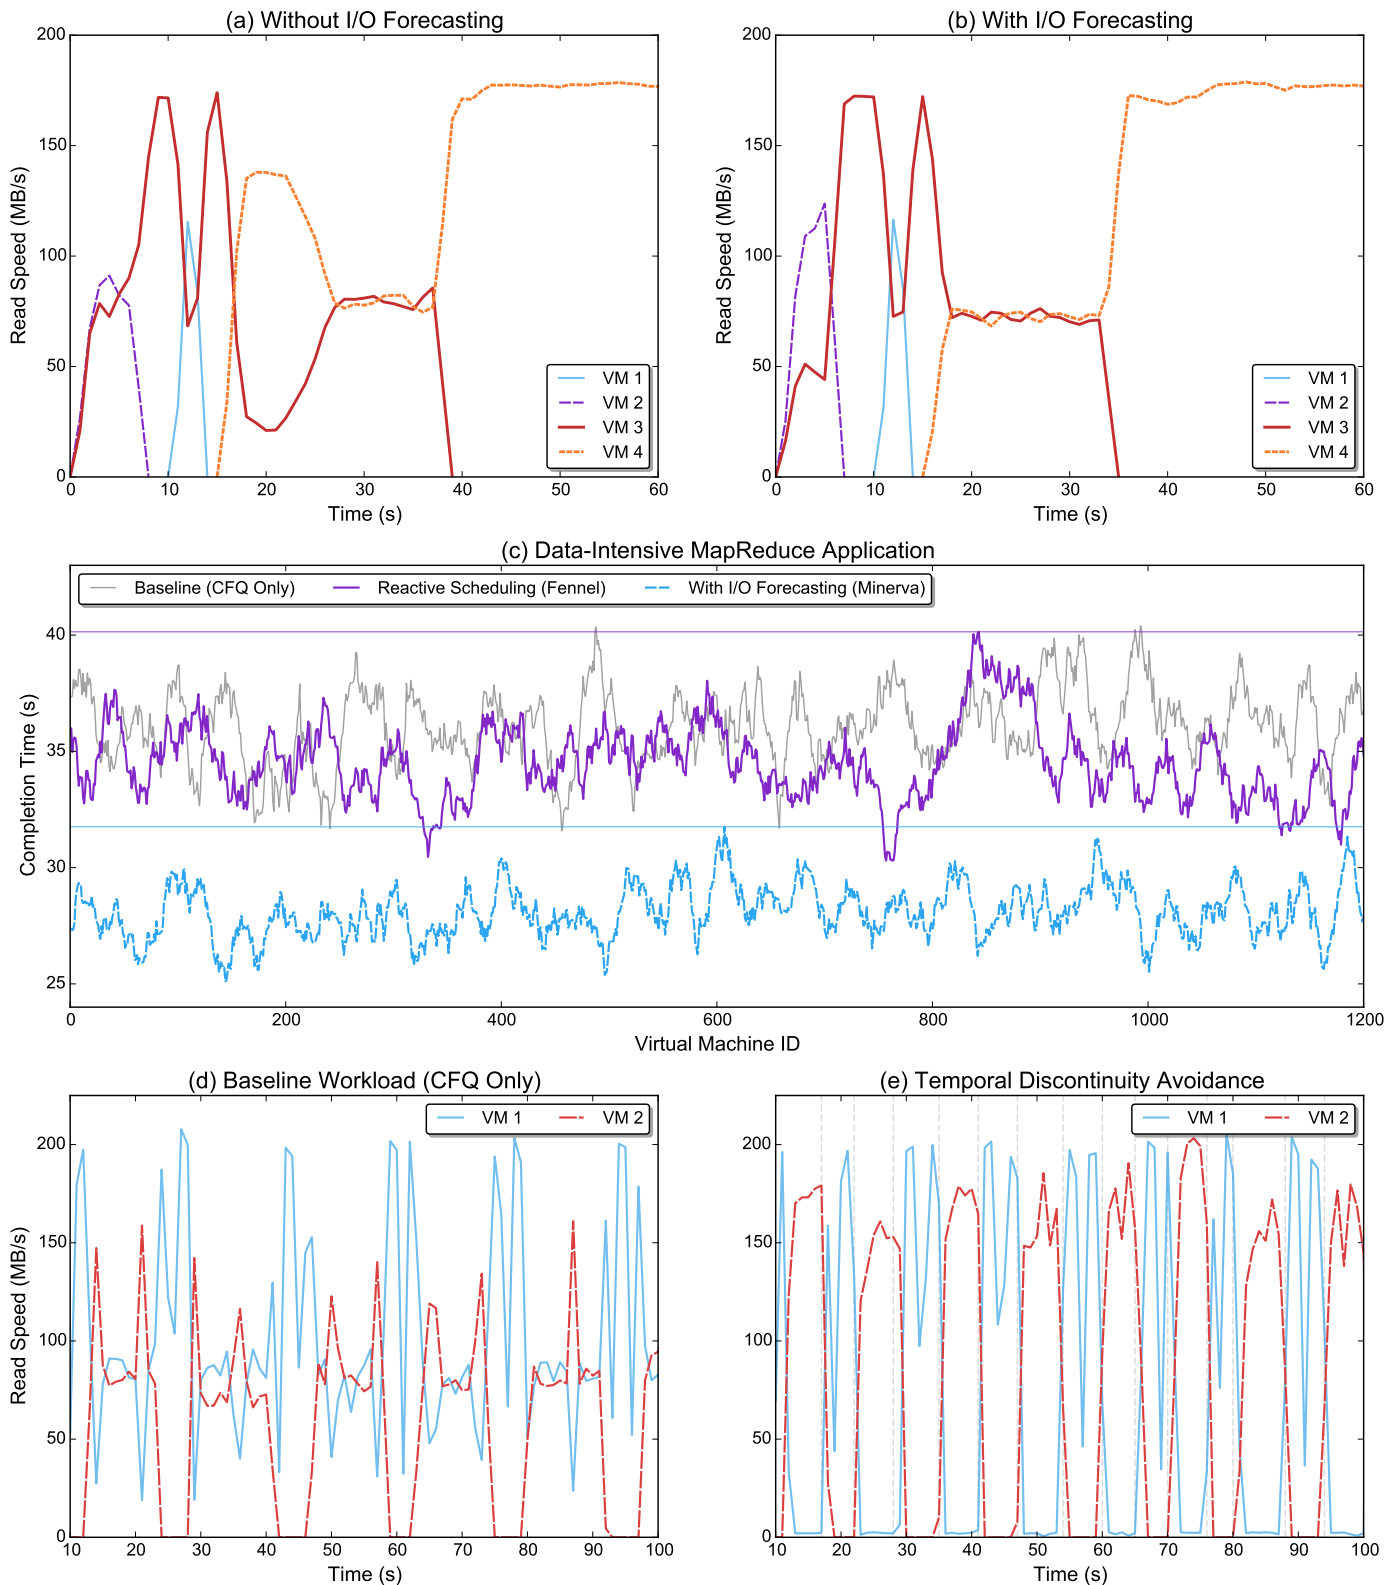 (a) Without I/O Forecasting
Read Speed (MB/s)
200
150
100
50
0
0 10 20 30 40 50 60
Time (s)
VM 1
VM 2
VM 3
VM 4
(b) With I/O Forecasting
Read Speed (MB/s)
200
150
100
50
0
0 10 20 30 40 50 60
Time (s)
VM 1
VM 2
VM 3
VM 4
(c) Data-Intensive MapReduce Application
Baseline (CFQ Only) Reactive Scheduling (Fennel) With I/O Forecasting (Minerva)
Completion Time (s)
40
35
30
25
0 200 400 600 800 1000 1200
Virtual Machine ID
(d) Baseline Workload (CFQ Only)
VM 1 VM 2
Read Speed (MB/s)
200
150
100
50
0
10 20 30 40 50 60 70 80 90 100
Time (s)
(e) Temporal Discontinuity Avoidance
VM 1 VM 2
200
150
100
50
0
10 20 30 40 50 60 70 80 90 100
Time (s)